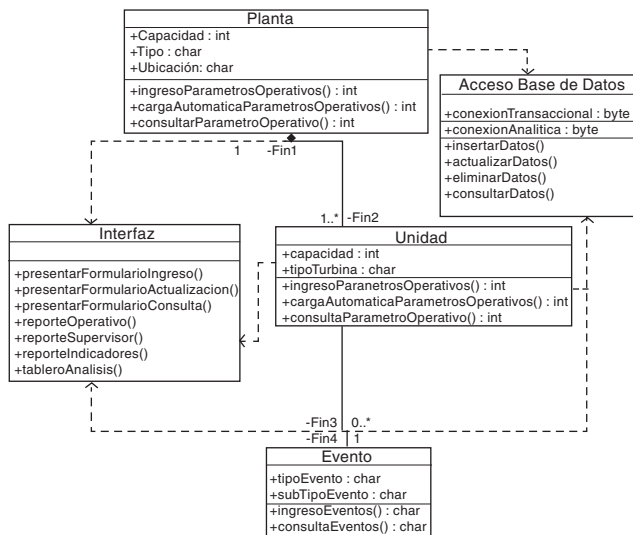 Planta
+Capacidad : int
+Tipo : char
+Ubicación: char
+ingresoParametrosOperativos() : int
+cargaAutomaticaParametrosOperativos() : int
+consultarParametroOperativo() : int
Acceso Base de Datos
+conexionTransaccional : byte
+conexionAnalitica : byte
+insertarDatos()
+actualizarDatos()
+eliminarDatos()
+consultarDatos()
1 -Fin1
1..* -Fin2
Interfaz
+presentarFormularioIngreso()
+presentarFormularioActualizacion()
+presentarFormularioConsulta()
+reporteOperativo()
+reporteSupervisor()
+reporteIndicadores()
+tableroAnalisis()
Unidad
+capacidad : int
+tipoTurbina : char
+ingresoParanetrosOperativos() : int
+cargaAutomaticaParametrosOperativos() : int
+consultaParametroOperativo() : int
-Fin3 0..*
-Fin4 1
Evento
+tipoEvento : char
+subTipoEvento : char
+ingresoEventos() : char
+consultaEventos() : char